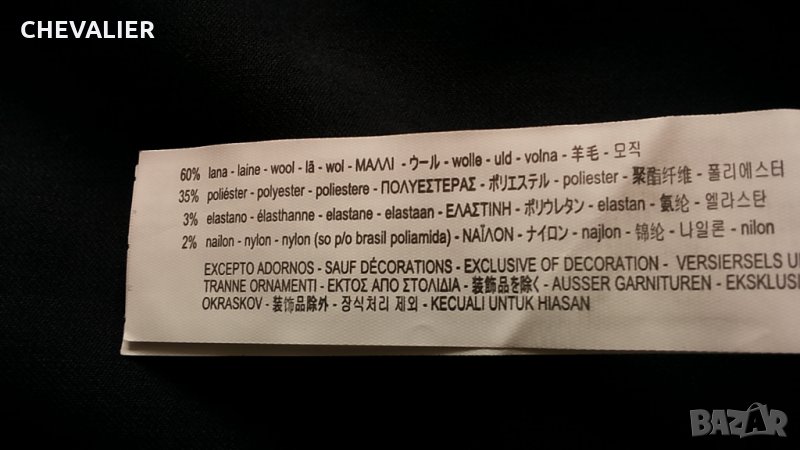 CHEVALIER
60% lana - laine - wool - lã - wol - ΜΑΛΛΙ - ウール - wolle - uld - volna - 羊毛 - 모직
35% poliéster - polyester - poliestere - ΠΟΛΥΕΣΤΕΡΑΣ - ポリエステル - poliester - 聚酯纤维 - 폴리에스터
3% elastano - élasthanne - elastane - elastaan - ΕΛΑΣΤΙΝΗ - ポリウレタン - elastan - 氨纶 - 엘라스탄
2% nailon - nylon - nylon (so p/o brasil poliamida) - ΝΑΪΛΟΝ - ナイロン - najlon - 锦纶 - 나일론 - nilon
EXCEPTO ADORNOS - SAUF DÉCORATIONS - EXCLUSIVE OF DECORATION - VERSIERSELS
TRANNE ORNAMENTI - ΕΚΤΟΣ ΑΠΟ ΣΤΟΛΙΔΙΑ - 装飾品を除く - AUSSER GARNITUREN -
OKRASKOV - 装饰品除外 - 장식처리 제외 - KECUALI UNTUK HIASAN
BAZAR